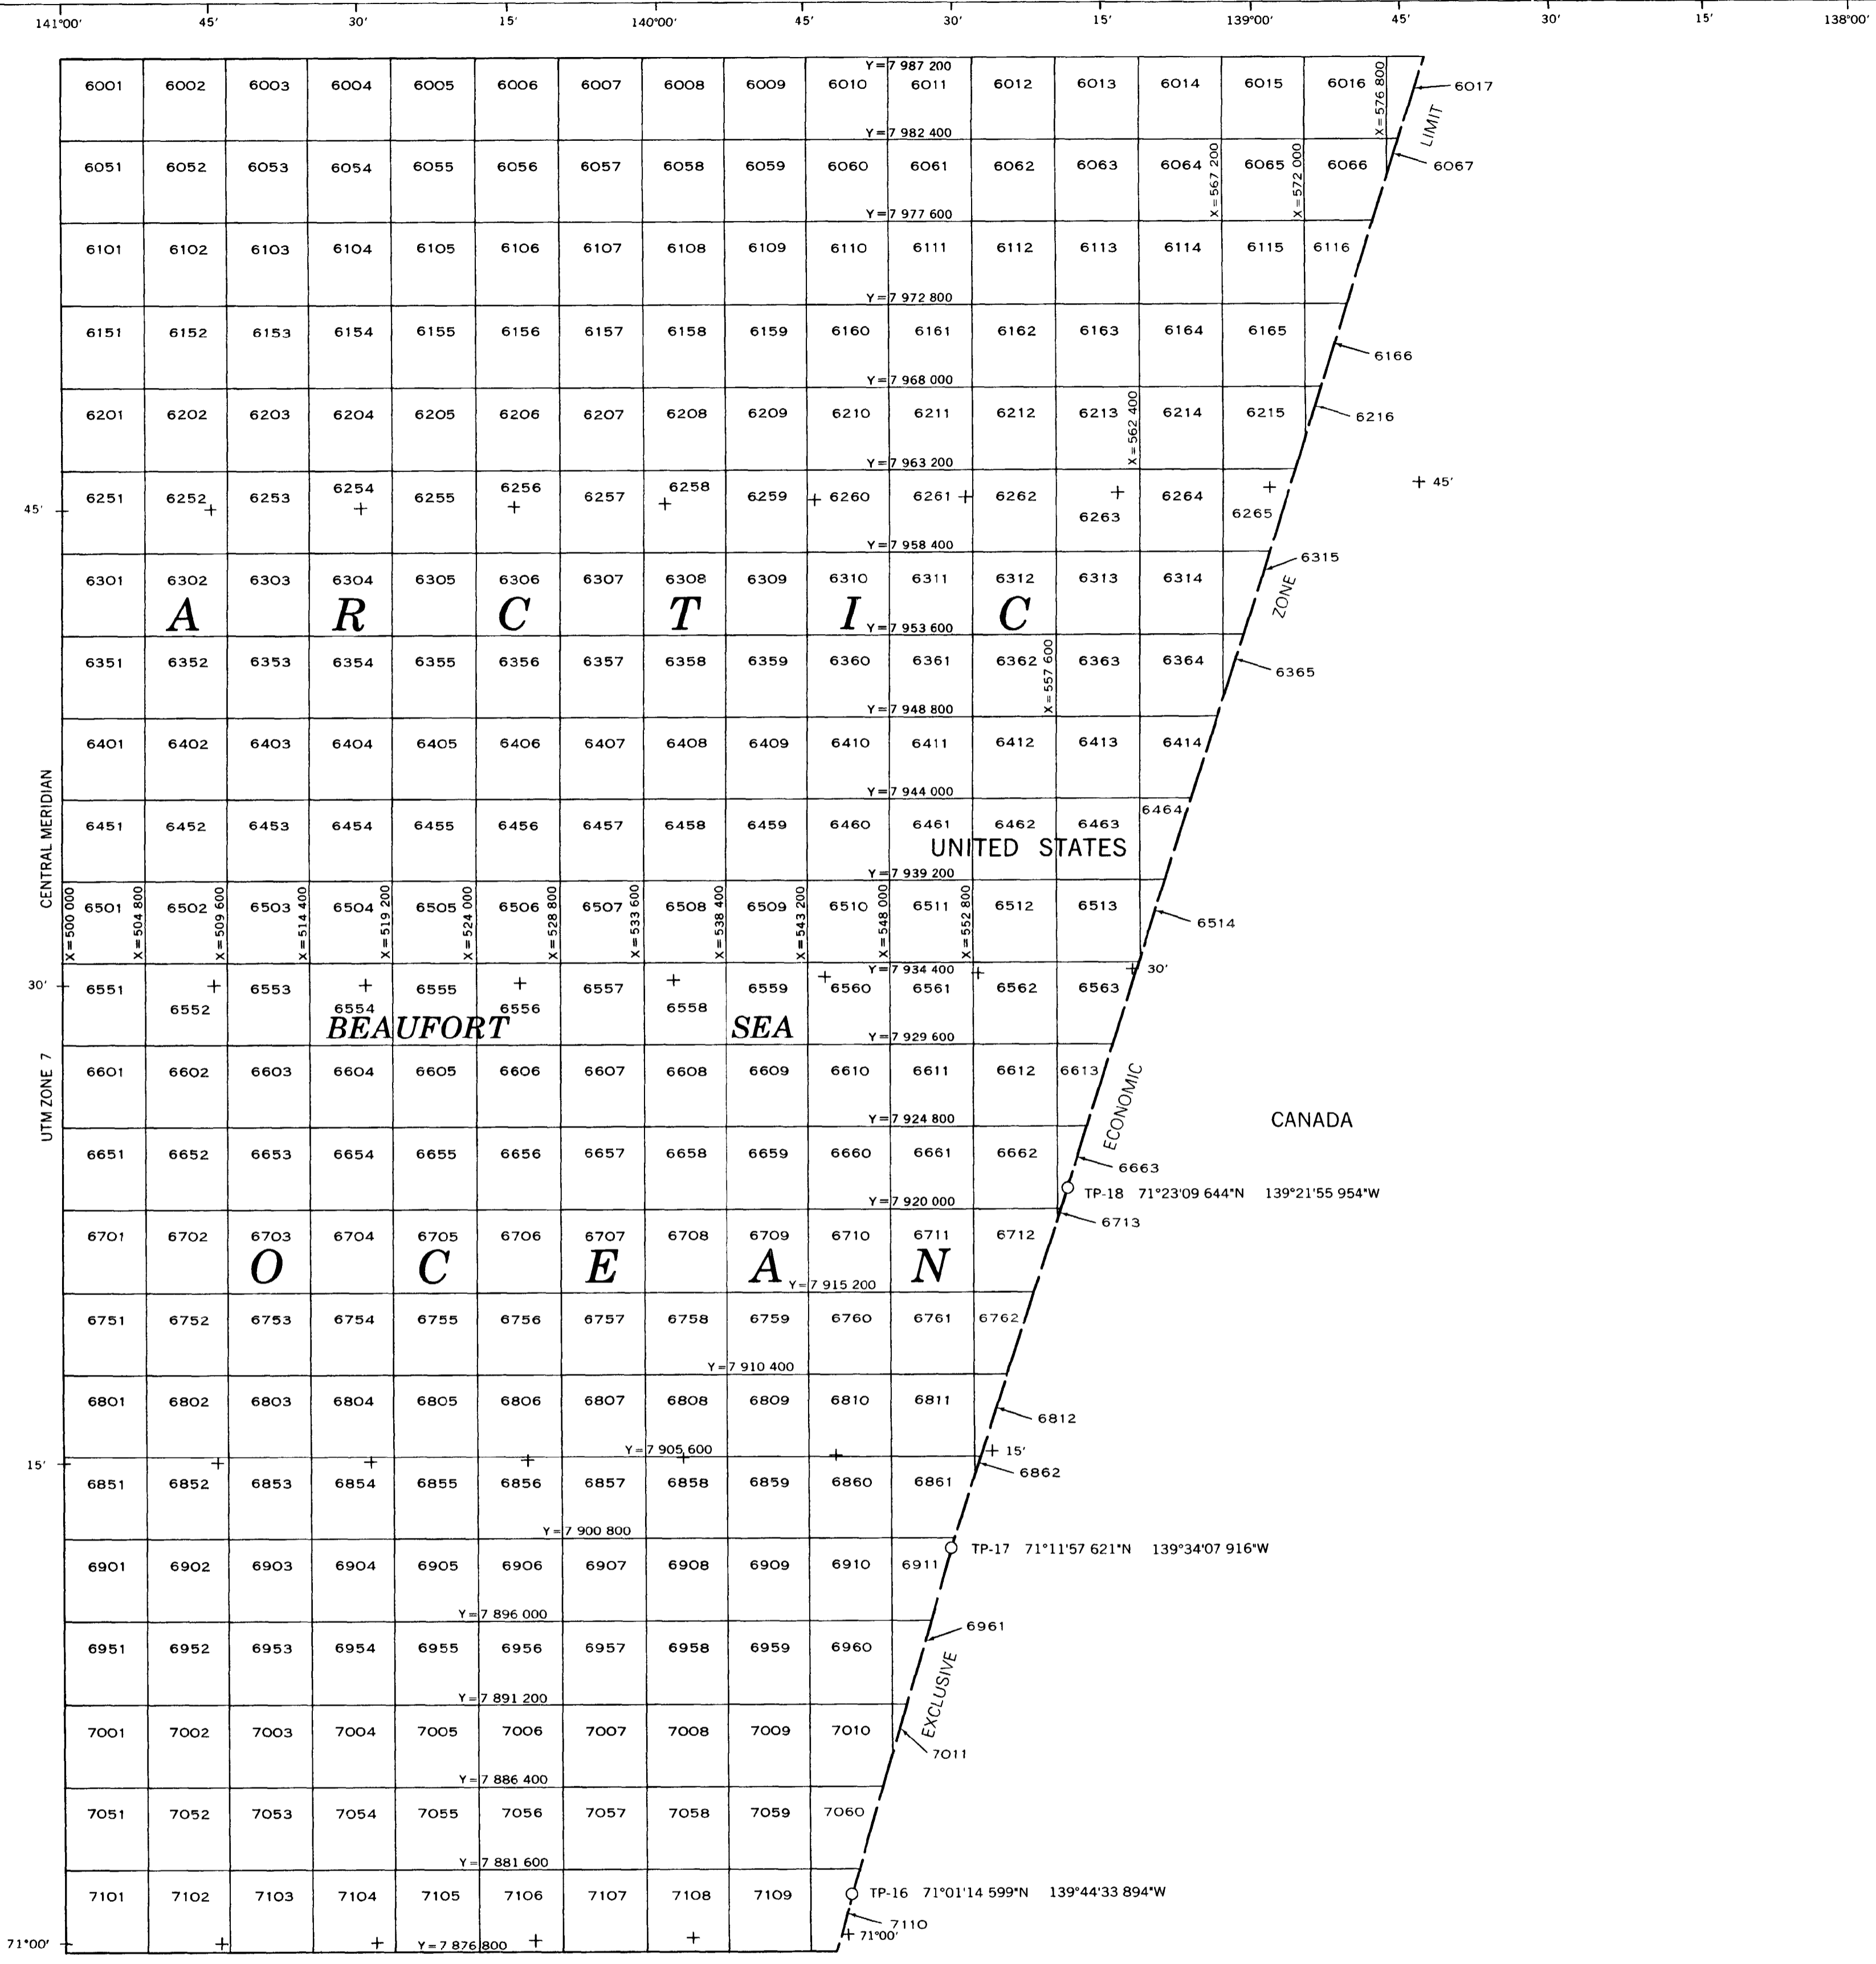 141°00' 45' 30' 15' 140°00' 45' 30' 15' 139°00' 45' 30' 15' 138°00'
Y = 7 987 200
6001 6002 6003 6004 6005 6006 6007 6008 6009 6010 6011 6012 6013 6014 6015 6016 X = 576 800 6017
LIMIT
Y = 7 982 400
6051 6052 6053 6054 6055 6056 6057 6058 6059 6060 6061 6062 6063 6064 X = 567 200 6065 X = 572 000 6066 6067
Y = 7 977 600
6101 6102 6103 6104 6105 6106 6107 6108 6109 6110 6111 6112 6113 6114 6115 6116
Y = 7 972 800
6151 6152 6153 6154 6155 6156 6157 6158 6159 6160 6161 6162 6163 6164 6165 6166
Y = 7 968 000
6201 6202 6203 6204 6205 6206 6207 6208 6209 6210 6211 6212 6213 X = 562 400 6214 6215 6216
Y = 7 963 200
45' 6251 6252 6253 6254 6255 6256 6257 6258 6259 6260 6261 6262 6263 6264 6265 45'
Y = 7 958 400
6301 6302 6303 6304 6305 6306 6307 6308 6309 6310 6311 6312 6313 6314 6315
ZONE
ARCTIC
Y = 7 953 600
6351 6352 6353 6354 6355 6356 6357 6358 6359 6360 6361 6362 X = 557 600 6363 6364 6365
Y = 7 948 800
6401 6402 6403 6404 6405 6406 6407 6408 6409 6410 6411 6412 6413 6414
Y = 7 944 000
CENTRAL MERIDIAN
6451 6452 6453 6454 6455 6456 6457 6458 6459 6460 6461 6462 6463 6464
UNITED STATES
Y = 7 939 200
X = 500 000 6501 X = 504 800 6502 X = 509 600 6503 X = 514 400 6504 X = 519 200 6505 X = 524 000 6506 X = 528 800 6507 X = 533 600 6508 X = 538 400 6509 X = 543 200 6510 X = 548 000 6511 X = 552 800 6512 6513 6514
Y = 7 934 400 30'
30' 6551 6552 6553 6554 6555 6556 6557 6558 6559 6560 6561 6562 6563
BEAUFORT SEA
Y = 7 929 600
UTM ZONE 7
6601 6602 6603 6604 6605 6606 6607 6608 6609 6610 6611 6612 6613
ECONOMIC
CANADA
Y = 7 924 800
6651 6652 6653 6654 6655 6656 6657 6658 6659 6660 6661 6662 6663
TP-18 71°23'09 644"N 139°21'55 954"W
Y = 7 920 000
6701 6702 6703 6704 6705 6706 6707 6708 6709 6710 6711 6712 6713
OCEAN
Y = 7 915 200
6751 6752 6753 6754 6755 6756 6757 6758 6759 6760 6761 6762
Y = 7 910 400
6801 6802 6803 6804 6805 6806 6807 6808 6809 6810 6811 6812
Y = 7 905 600 15'
15' 6851 6852 6853 6854 6855 6856 6857 6858 6859 6860 6861 6862
Y = 7 900 800
TP-17 71°11'57 621"N 139°34'07 916"W
6901 6902 6903 6904 6905 6906 6907 6908 6909 6910 6911
Y = 7 896 000
6951 6952 6953 6954 6955 6956 6957 6958 6959 6960 6961
EXCLUSIVE
Y = 7 891 200
7001 7002 7003 7004 7005 7006 7007 7008 7009 7010 7011
Y = 7 886 400
7051 7052 7053 7054 7055 7056 7057 7058 7059 7060
Y = 7 881 600
7101 7102 7103 7104 7105 7106 7107 7108 7109 TP-16 71°01'14 599"N 139°44'33 894"W
7110
71°00' Y = 7 876 800 71°00'